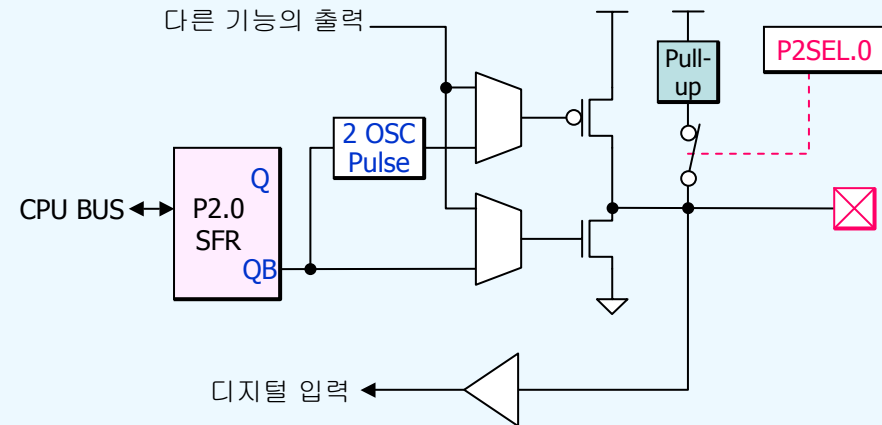 다른 기능의 출력
Pull-
up
P2SEL.0
2 OSC
Pulse
Q
CPU BUS
P2.0
SFR
QB
디지털 입력